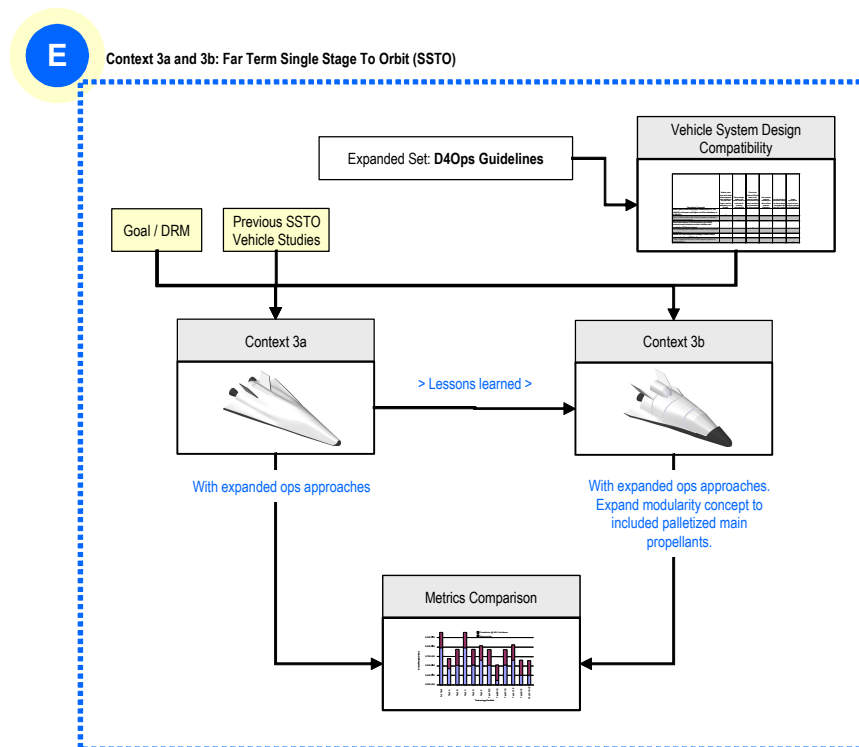 E
Context 3a and 3b: Far Term Single Stage To Orbit (SSTO)
Vehicle System Design
Compatibility
Expanded Set: D4Ops Guidelines
Goal / DRM
Previous SSTO
Vehicle Studies
Context 3a
Context 3b
> Lessons learned >
With expanded ops approaches
With expanded ops approaches.
Expand modularity concept to
included palletized main
propellants.
Metrics Comparison